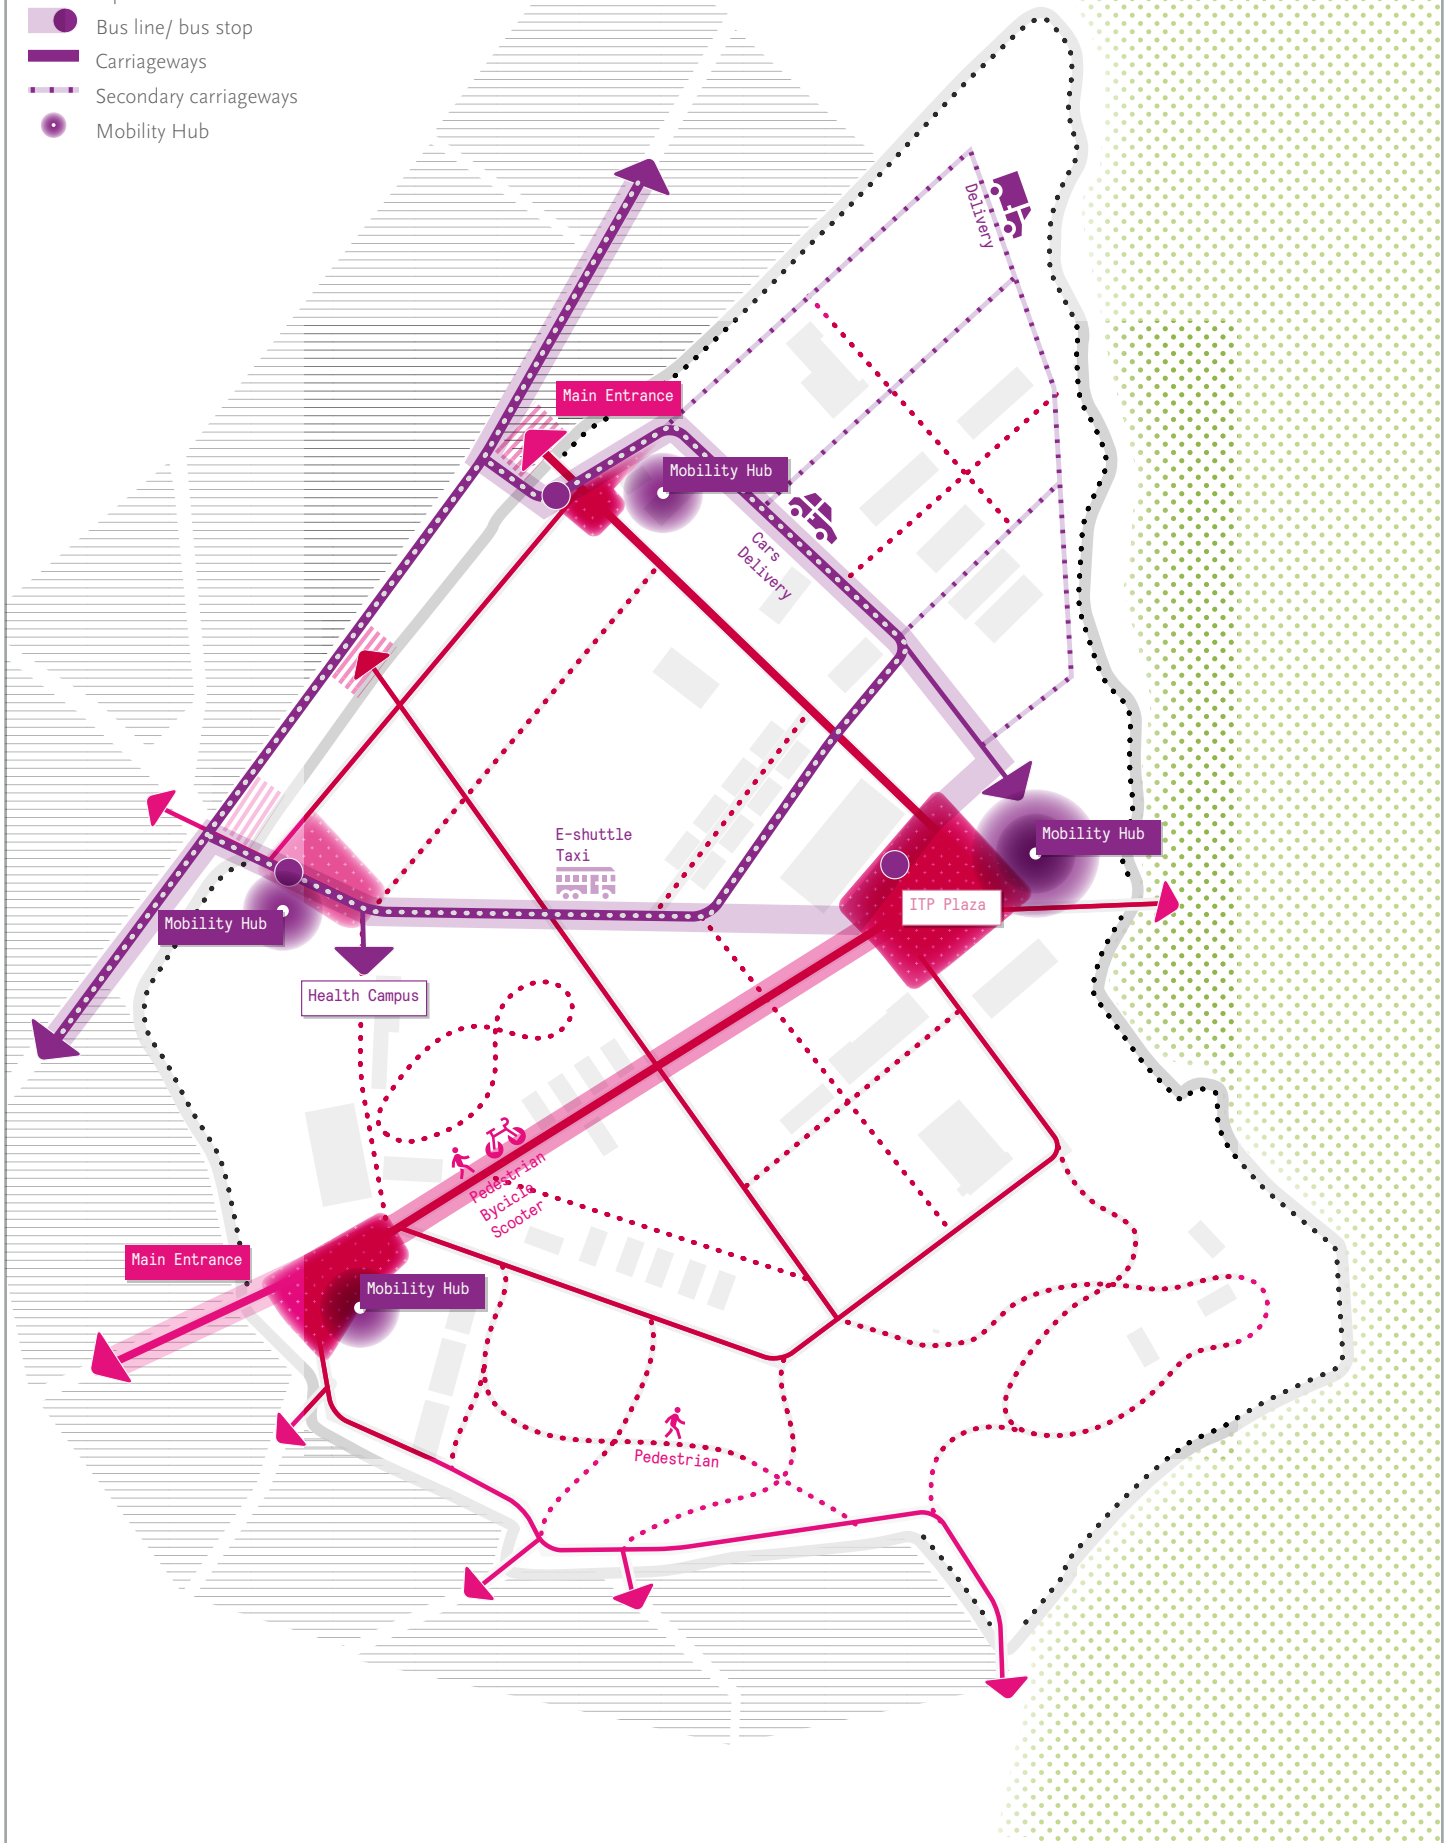 Bus line/ bus stop
Carriageways
Secondary carriageways
Mobility Hub
Delivery
Main Entrance
Mobility Hub
Cars
Delivery
E-shuttle
Taxi
Mobility Hub
ITP Plaza
Mobility Hub
Health Campus
Pedestrian
Bycicle
Scooter
Main Entrance
Mobility Hub
Pedestrian